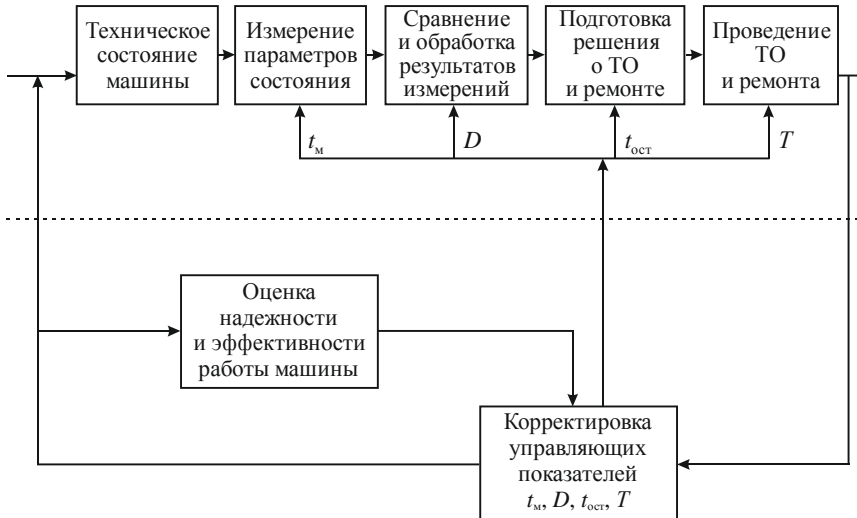 Техническое
состояние
машины
Измерение
параметров
состояния
Сравнение
и обработка
результатов
измерений
Подготовка
решения
о ТО
и ремонте
Проведение
ТО
и ремонта
tм
D
tост
T
Оценка
надежности
и эффективности
работы машины
Корректировка
управляющих
показателей
tм, D, tост, T